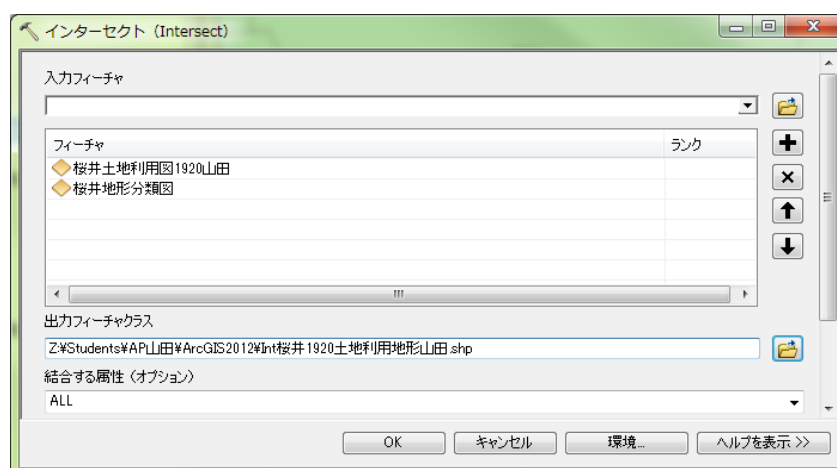 インターセクト (Intersect)
入力フィーチャ
フィーチャ ランク
桜井土地利用図1920山田
桜井地形分類図
出力フィーチャクラス
Z:¥Students¥AP山田¥ArcGIS2012¥Int桜井1920土地利用地形山田.shp
結合する属性 (オプション)
ALL
OK キャンセル 環境... ヘルプを表示 >>